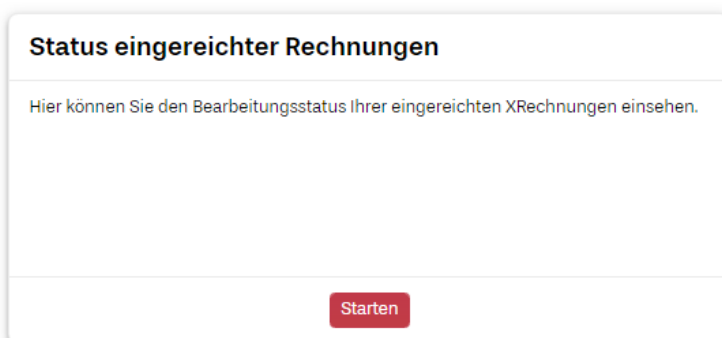 Status eingereichter Rechnungen
Hier können Sie den Bearbeitungsstatus Ihrer eingereichten XRechnungen einsehen.
Starten